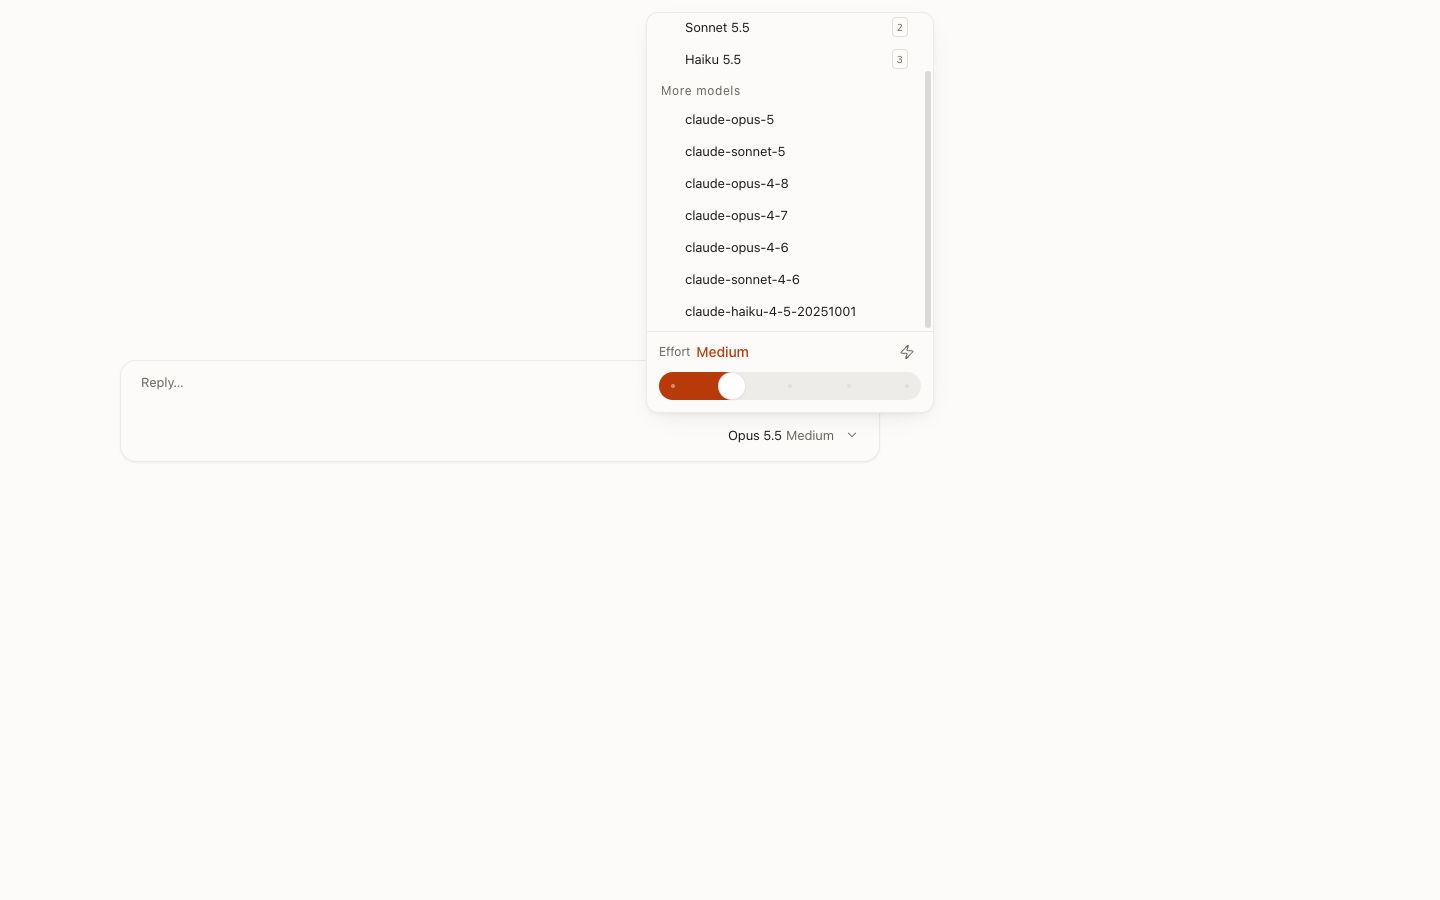 Sonnet 5.5 2
Haiku 5.5 3
More models
claude-opus-5
claude-sonnet-5
claude-opus-4-8
claude-opus-4-7
claude-opus-4-6
claude-sonnet-4-6
claude-haiku-4-5-20251001
Effort Medium
Reply...
Opus 5.5 Medium